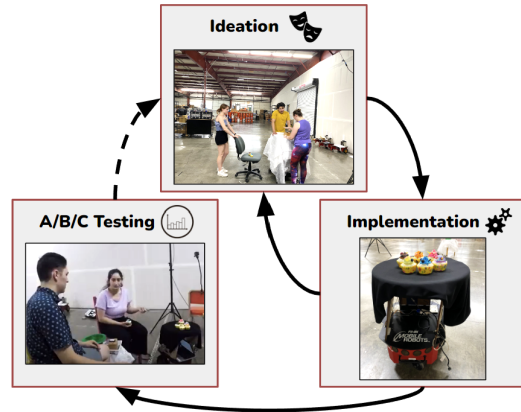 Ideation
A/B/C Testing
Implementation
MOBILE
ROBOTS